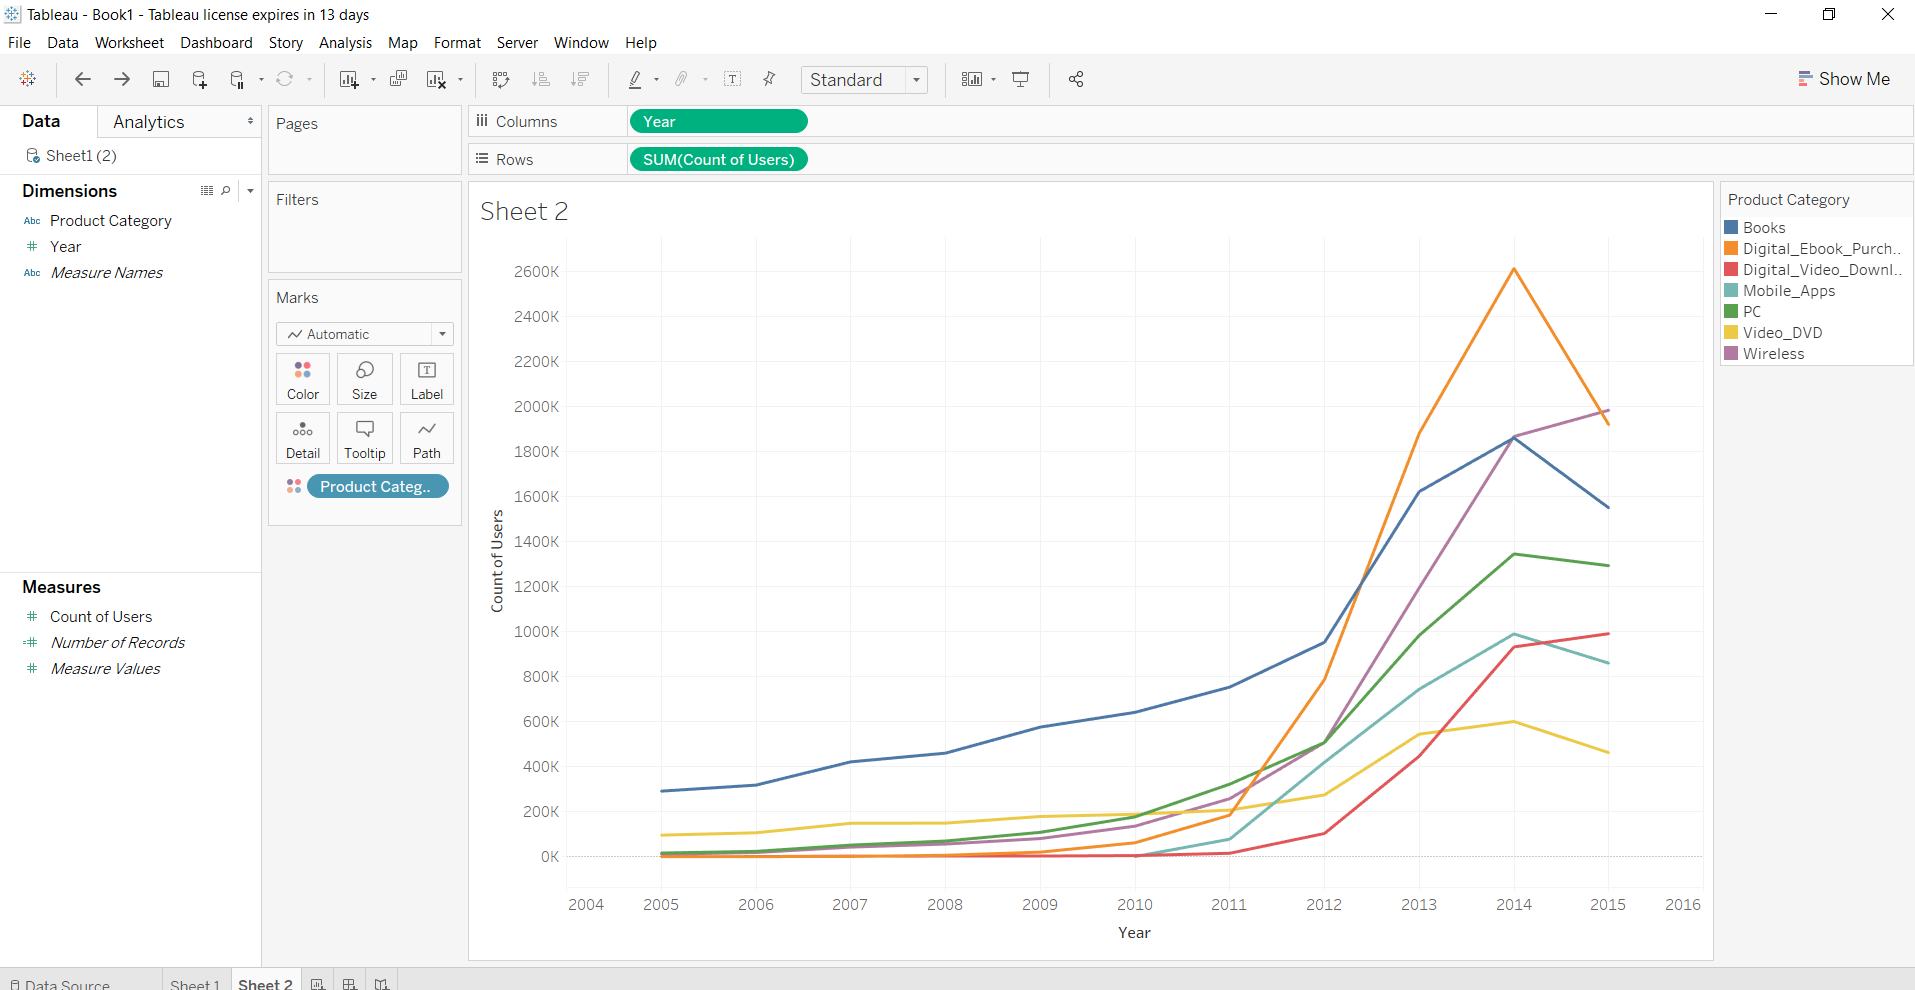 Tableau - Book1 - Tableau license expires in 13 days
File Data Worksheet Dashboard Story Analysis Map Format Server Window Help
Standard
Show Me
Data
Analytics
Sheet1 (2)
Dimensions
Abc Product Category
# Year
Abc Measure Names
Measures
# Count of Users
=# Number of Records
# Measure Values
Pages
Filters
Marks
Automatic
Color Size Label
Detail Tooltip Path
Product Categ..
Columns Year
Rows SUM(Count of Users)
Sheet 2
Count of Users
2600K
2400K
2200K
2000K
1800K
1600K
1400K
1200K
1000K
800K
600K
400K
200K
0K
2004 2005 2006 2007 2008 2009 2010 2011 2012 2013 2014 2015 2016
Year
Product Category
Books
Digital_Ebook_Purch..
Digital_Video_Downl..
Mobile_Apps
PC
Video_DVD
Wireless
Data Source Sheet 1 Sheet 2